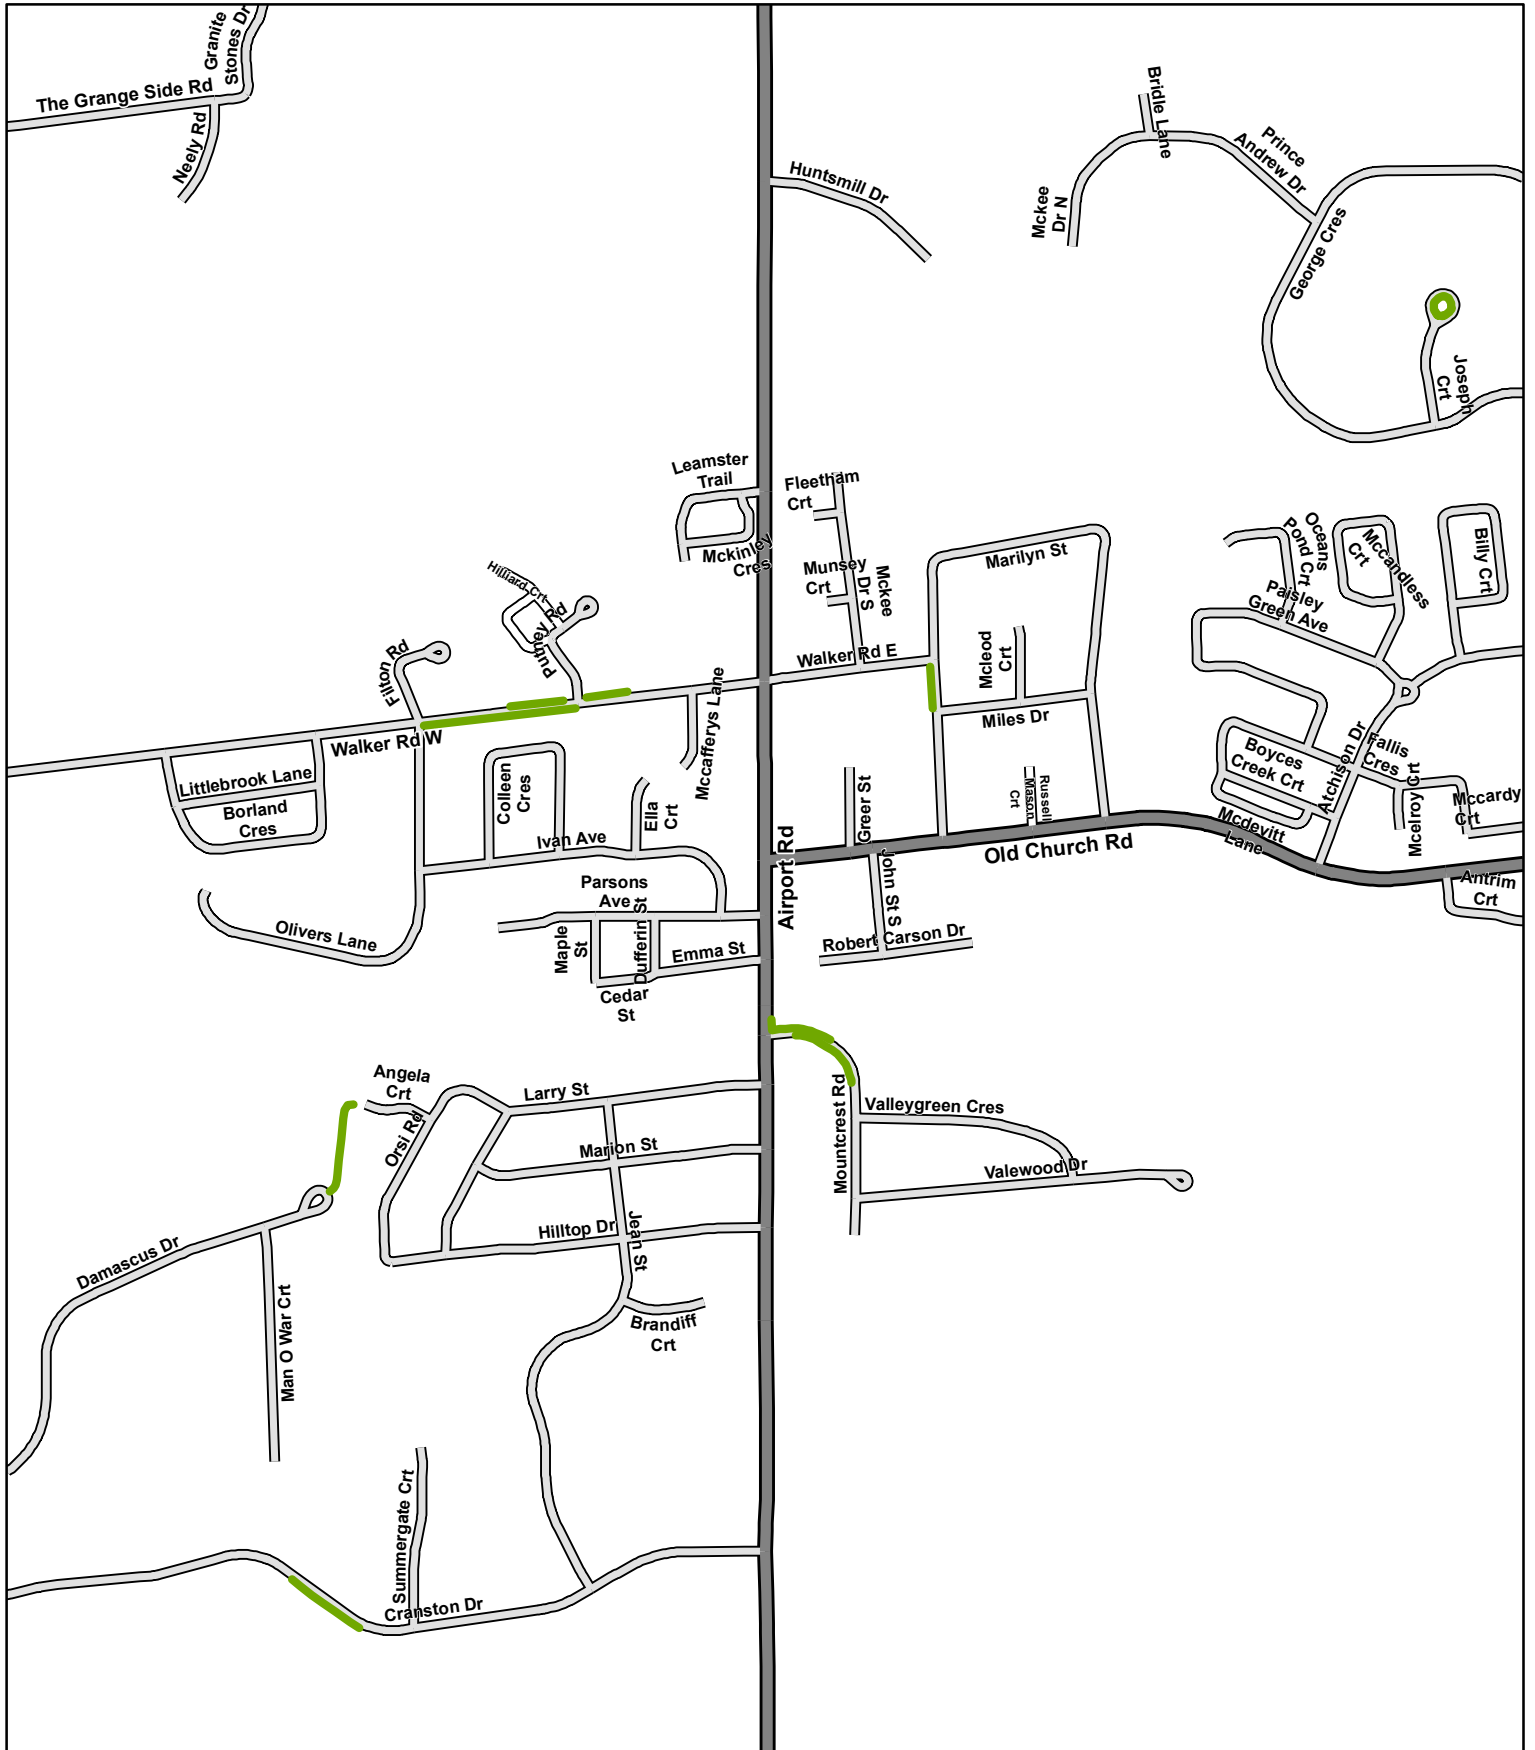 Granite
Stones Dr
The Grange Side Rd
Neely Rd
Bridle Lane
Prince
Andrew Dr
Huntsmill Dr
Mckee
Dr N
George Cres
Joseph
Crt
Leamster
Trail
Mckinley
Cres
Fleetham
Crt
Munsey
Crt
Mckee
Dr S
Marilyn St
Oceans
Pond Crt
Mccandless
Crt
Billy Crt
Paisley
Green Ave
Hilliard Crt
Putney Rd
Filton Rd
Walker Rd E
Mcleod
Crt
Miles Dr
Mccafferys Lane
Walker Rd W
Littlebrook Lane
Borland
Cres
Colleen
Cres
Ella
Crt
Ivan Ave
Greer St
Russell
Mason
Crt
Boyces
Creek Crt
Atchison Dr
Fallis
Cres
Mcelroy Crt
Mccardy
Crt
Mcdevitt
Lane
Old Church Rd
Airport Rd
Antrim
Crt
Parsons
Ave
Olivers Lane
Maple
St
Dufferin St
Emma St
Cedar
St
John St S
Robert Carson Dr
Angela
Crt
Orsi Rd
Larry St
Marion St
Mountcrest Rd
Valleygreen Cres
Valewood Dr
Hilltop Dr
Jean St
Damascus Dr
Man O War Crt
Brandiff
Crt
Summergate Crt
Cranston Dr